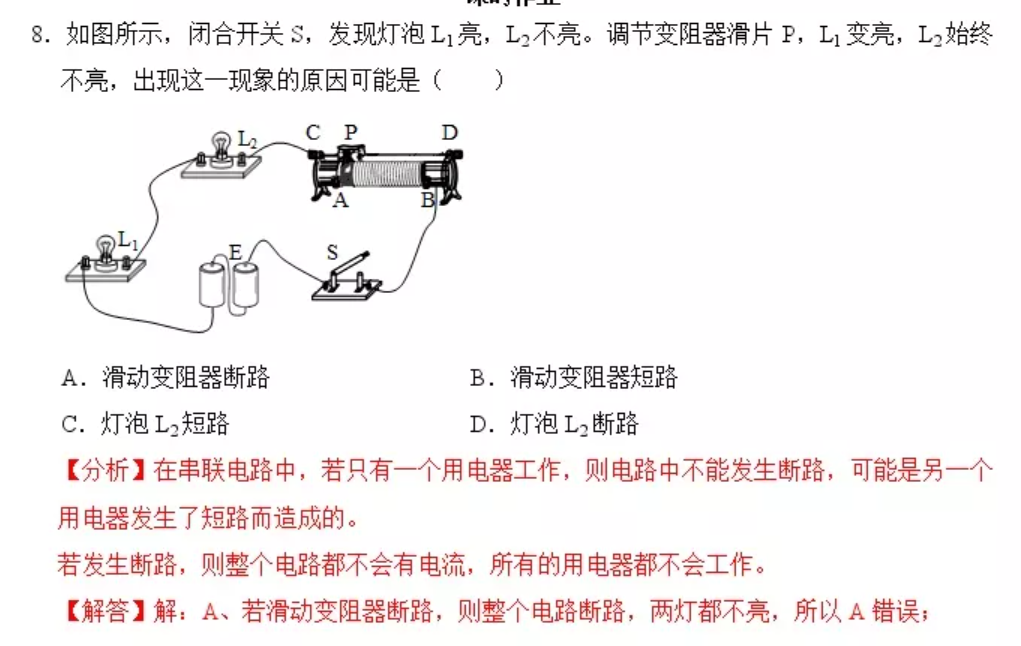 8. 如图所示，闭合开关 S，发现灯泡 L₁亮，L₂不亮。调节变阻器滑片 P，L₁变亮，L₂始终
不亮，出现这一现象的原因可能是（　　）
L₂ C P D
A B
L₁ E S
A. 滑动变阻器断路 B. 滑动变阻器短路
C. 灯泡 L₂短路 D. 灯泡 L₂断路
【分析】在串联电路中，若只有一个用电器工作，则电路中不能发生断路，可能是另一个
用电器发生了短路而造成的。
若发生断路，则整个电路都不会有电流，所有的用电器都不会工作。
【解答】解：A、若滑动变阻器断路，则整个电路断路，两灯都不亮，所以 A 错误；